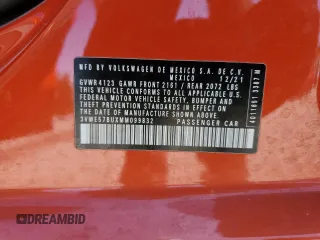 MFD BY VOLKSWAGEN DE MEXICO S.A. DE C.V.
MEXICO 12/21
GVWR 4123 GAWR FRONT 2161 / REAR 2072 LBS
THIS VEHICLE CONFORMS TO ALL APPLICABLE U.S.
FEDERAL MOTOR VEHICLE SAFETY, BUMPER AND
THEFT PREVENTION STANDARDS IN EFFECT ON THE
DATE OF MANUFACTURE SHOWN ABOVE.
PASSENGER CAR
DREAMBID